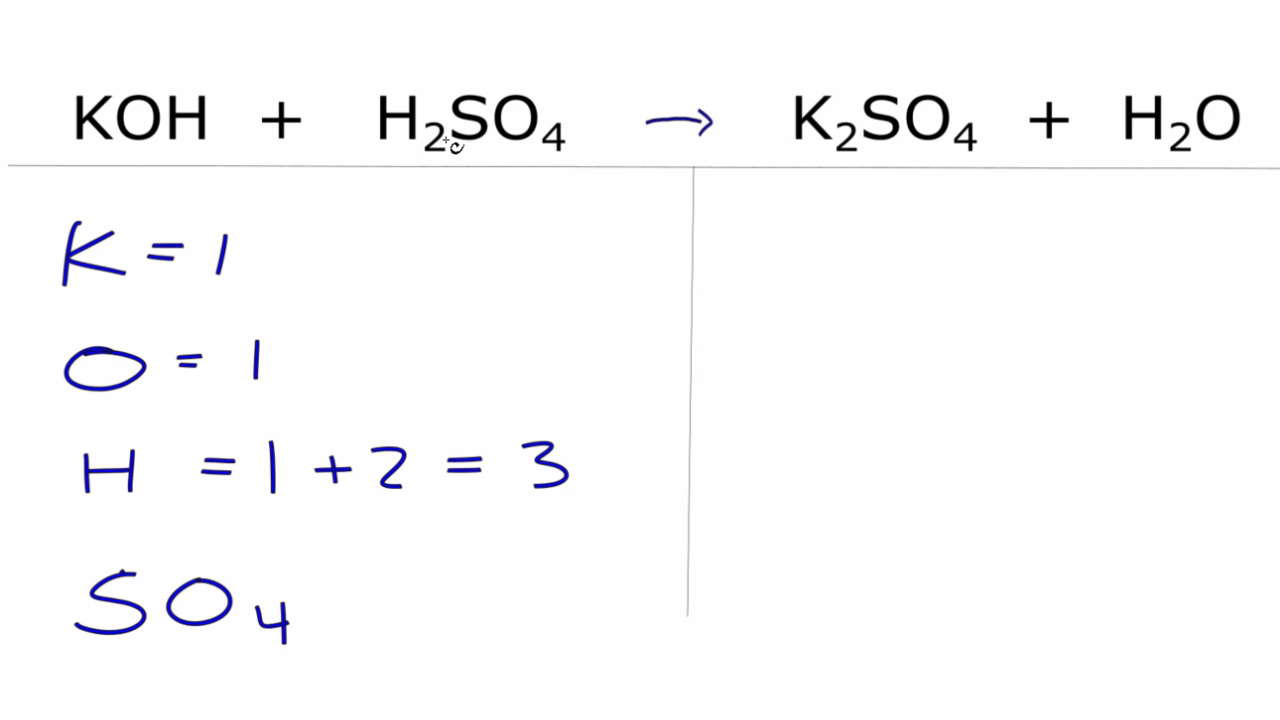 KOH + H₂SO₄ → K₂SO₄ + H₂O
K = 1
O = 1
H = 1 + 2 = 3
SO₄